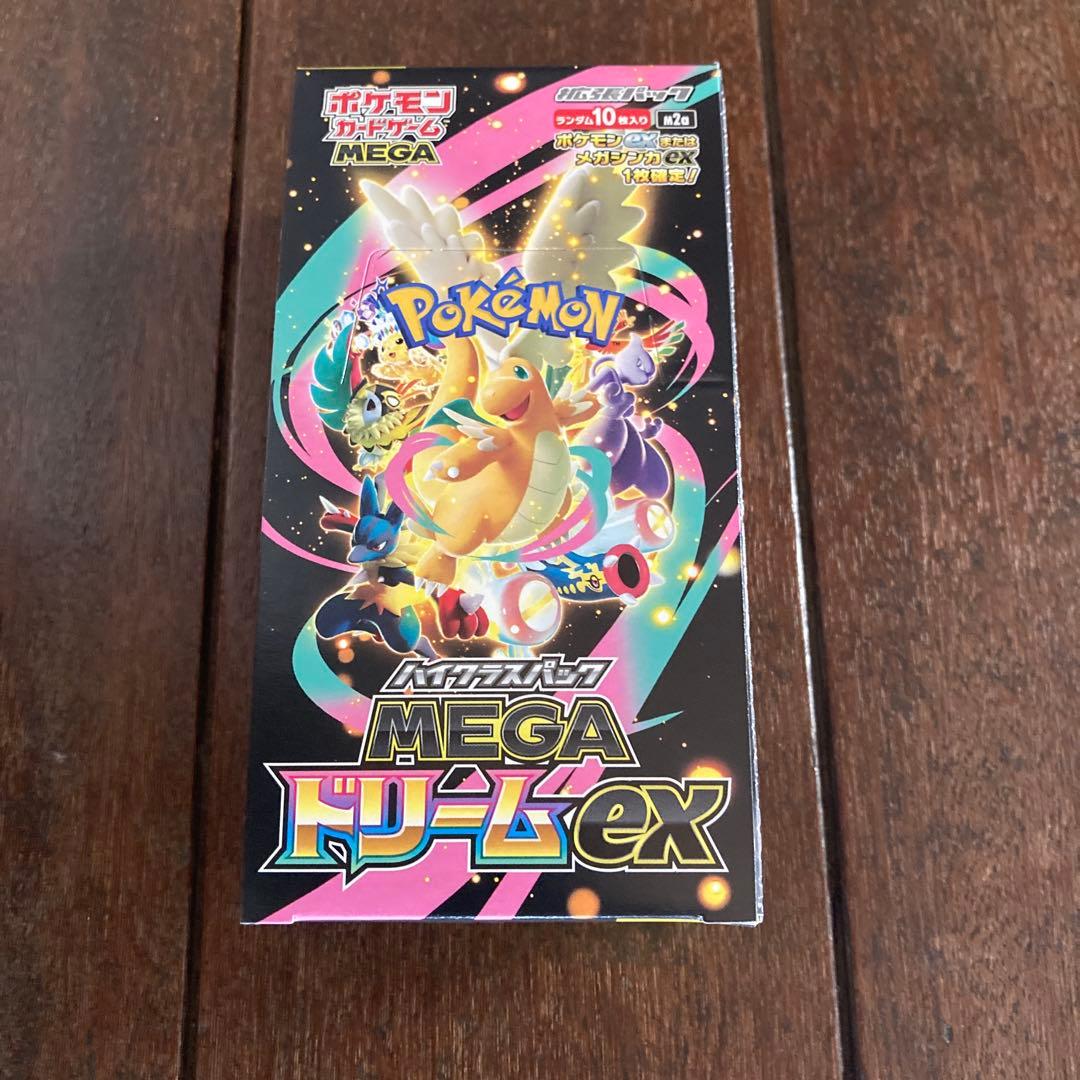 ポケモン
カードゲーム
MEGA
拡張パック
ランダム10枚入り M2a
ポケモンexまたは
メガシンカex
1枚確定!
POKéMON
TM
ハイクラスパック
MEGA
ドリームex